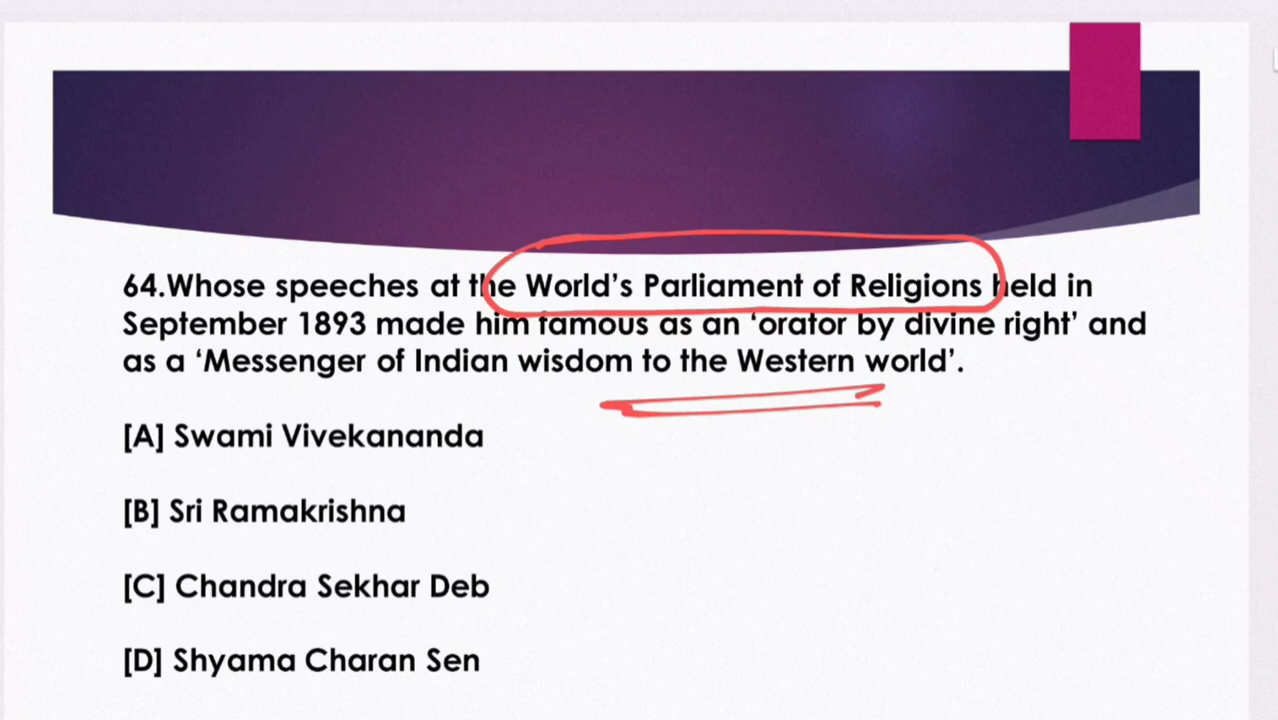 64.Whose speeches at the World’s Parliament of Religions held in
September 1893 made him famous as an ‘orator by divine right’ and
as a ‘Messenger of Indian wisdom to the Western world’.
[A] Swami Vivekananda
[B] Sri Ramakrishna
[C] Chandra Sekhar Deb
[D] Shyama Charan Sen